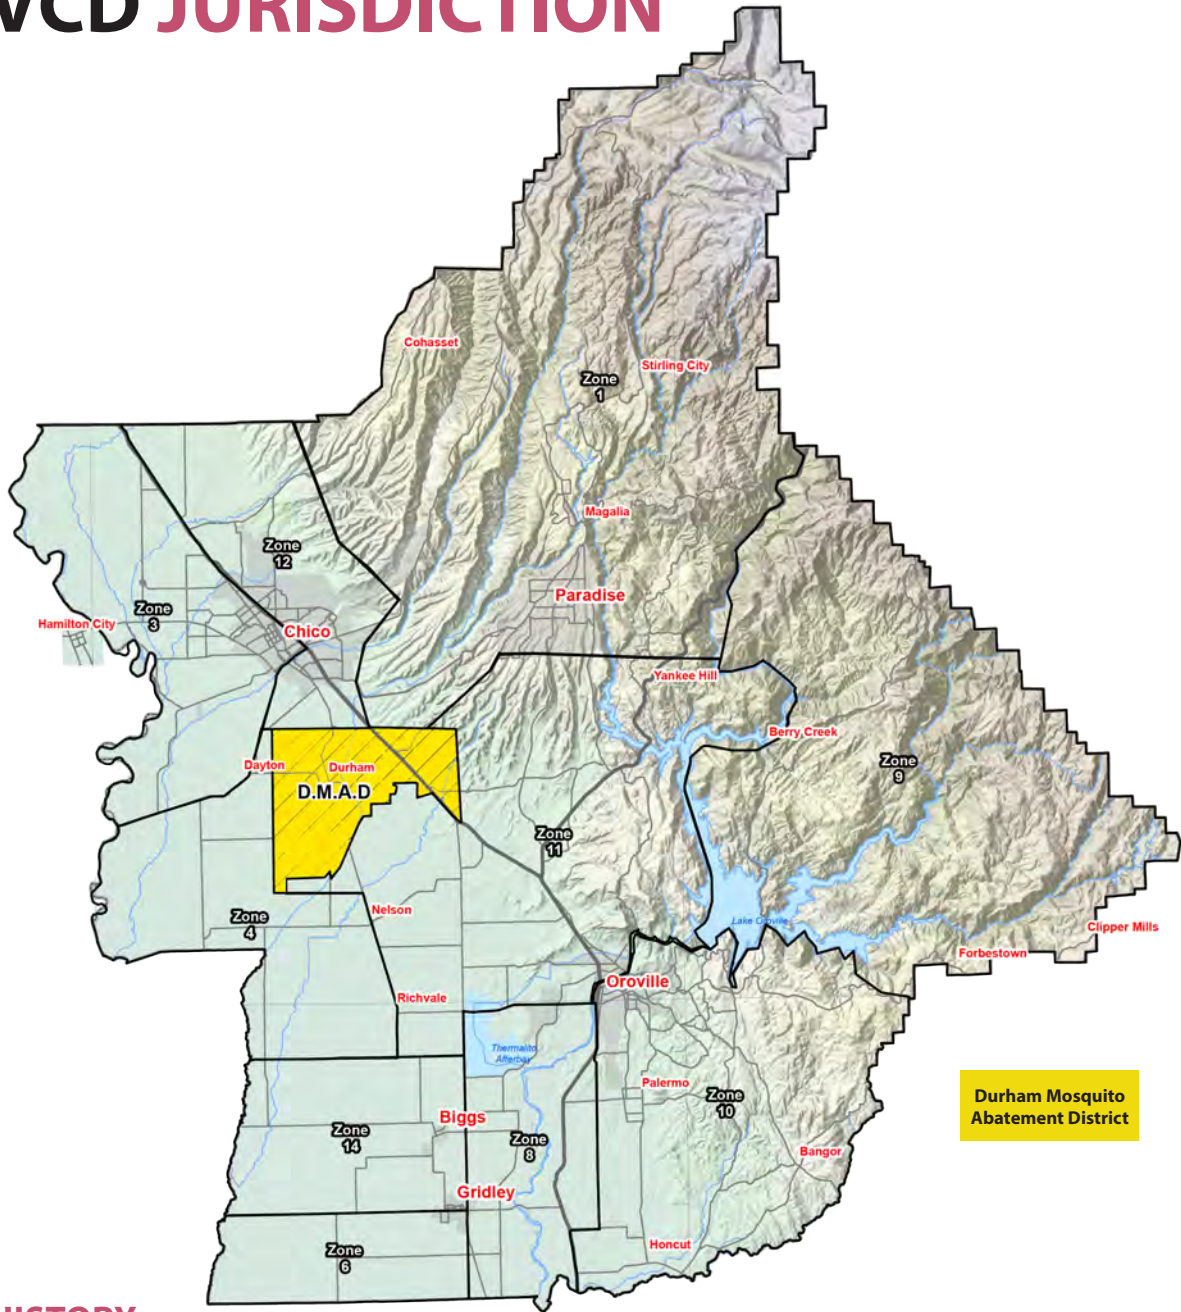 VCD JURISDICTION
Cohasset
Stirling City
Zone
1
Magalia
Zone
12
Paradise
Zone
3
Hamilton City
Chico
Yankee Hill
Berry Creek
Dayton
Durham
D.M.A.D
Zone
9
Zone
11
Nelson
Zone
4
Lake Oroville
Clipper Mills
Forbestown
Oroville
Richvale
Thermalito
Afterbay
Palermo
Zone
10
Durham Mosquito
Abatement District
Biggs
Zone
14
Zone
8
Bangor
Gridley
Honcut
Zone
6
HISTORY